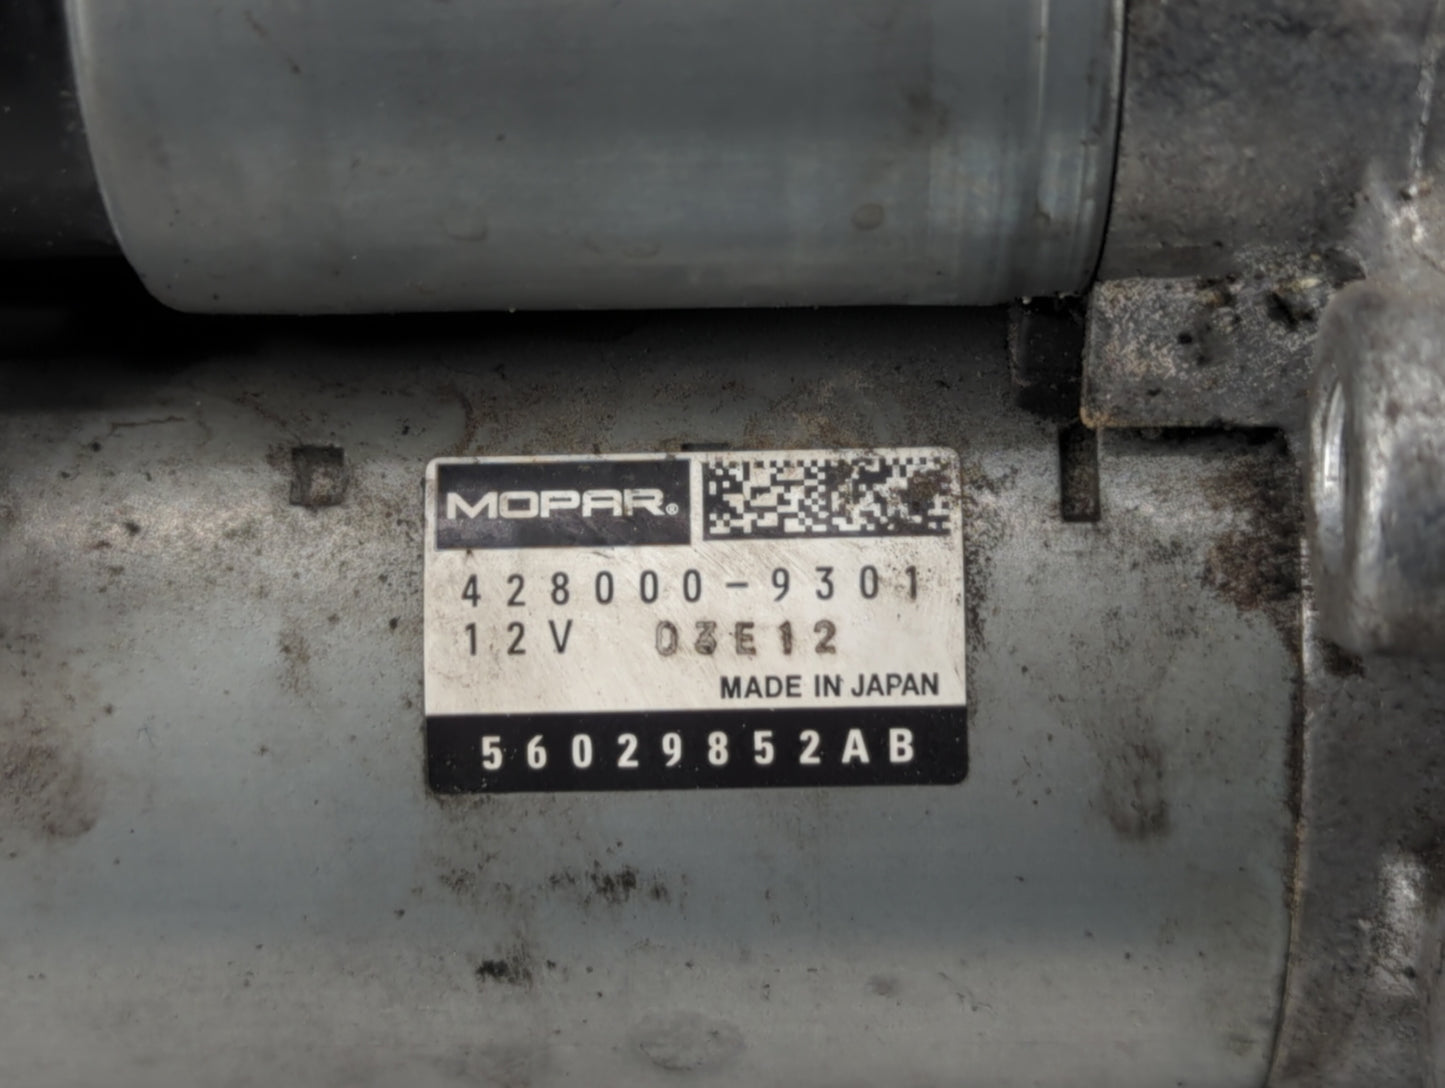 MOPAR®
428000-9301
12V 03E12
MADE IN JAPAN
56029852AB